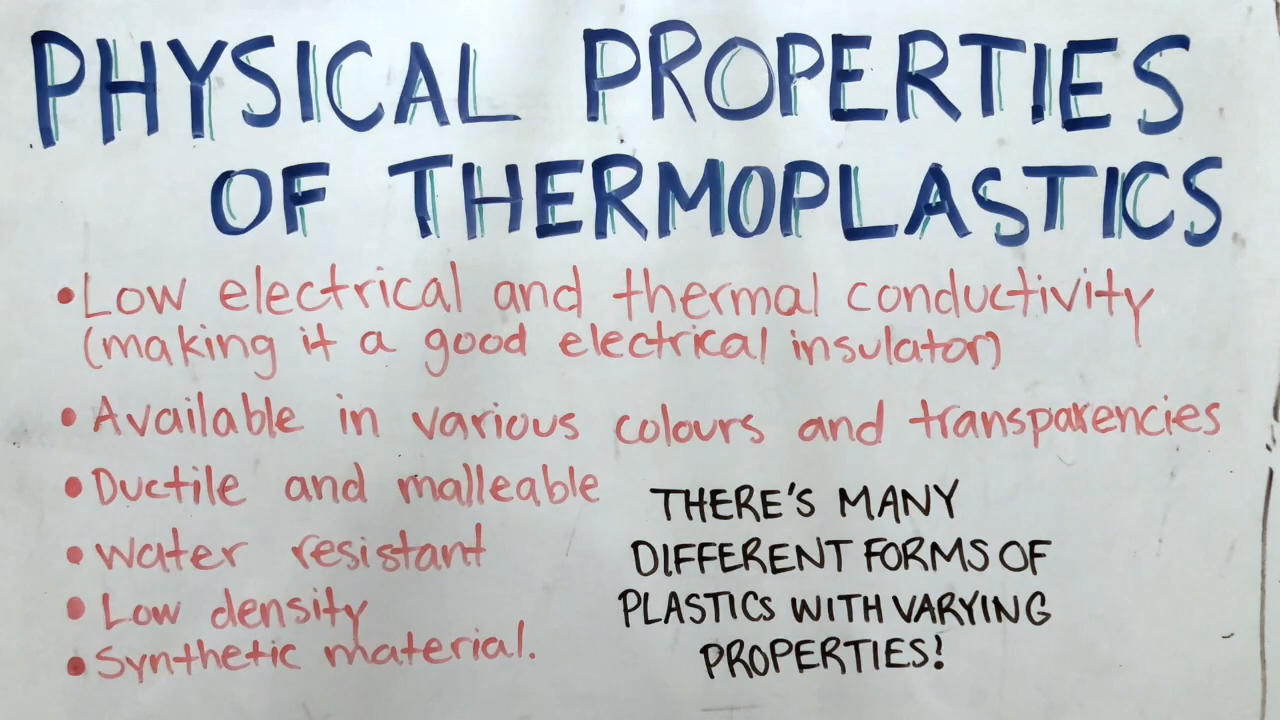 PHYSICAL PROPERTIES
OF THERMOPLASTICS
• Low electrical and thermal conductivity
(making it a good electrical insulator)
• Available in various colours and transparencies
• Ductile and malleable
• Water resistant
• Low density
• Synthetic material.
THERE'S MANY
DIFFERENT FORMS OF
PLASTICS WITH VARYING
PROPERTIES!